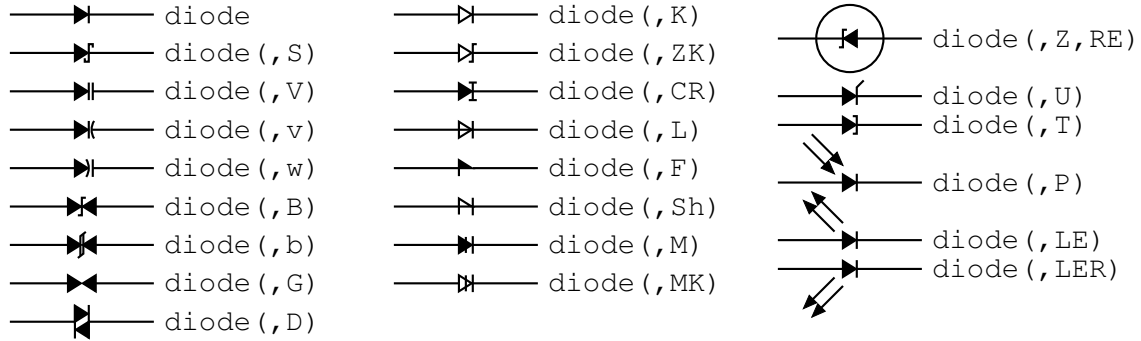 diode
diode(,S)
diode(,V)
diode(,v)
diode(,w)
diode(,B)
diode(,b)
diode(,G)
diode(,D)
diode(,K)
diode(,ZK)
diode(,CR)
diode(,L)
diode(,F)
diode(,Sh)
diode(,M)
diode(,MK)
diode(,Z,RE)
diode(,U)
diode(,T)
diode(,P)
diode(,LE)
diode(,LER)